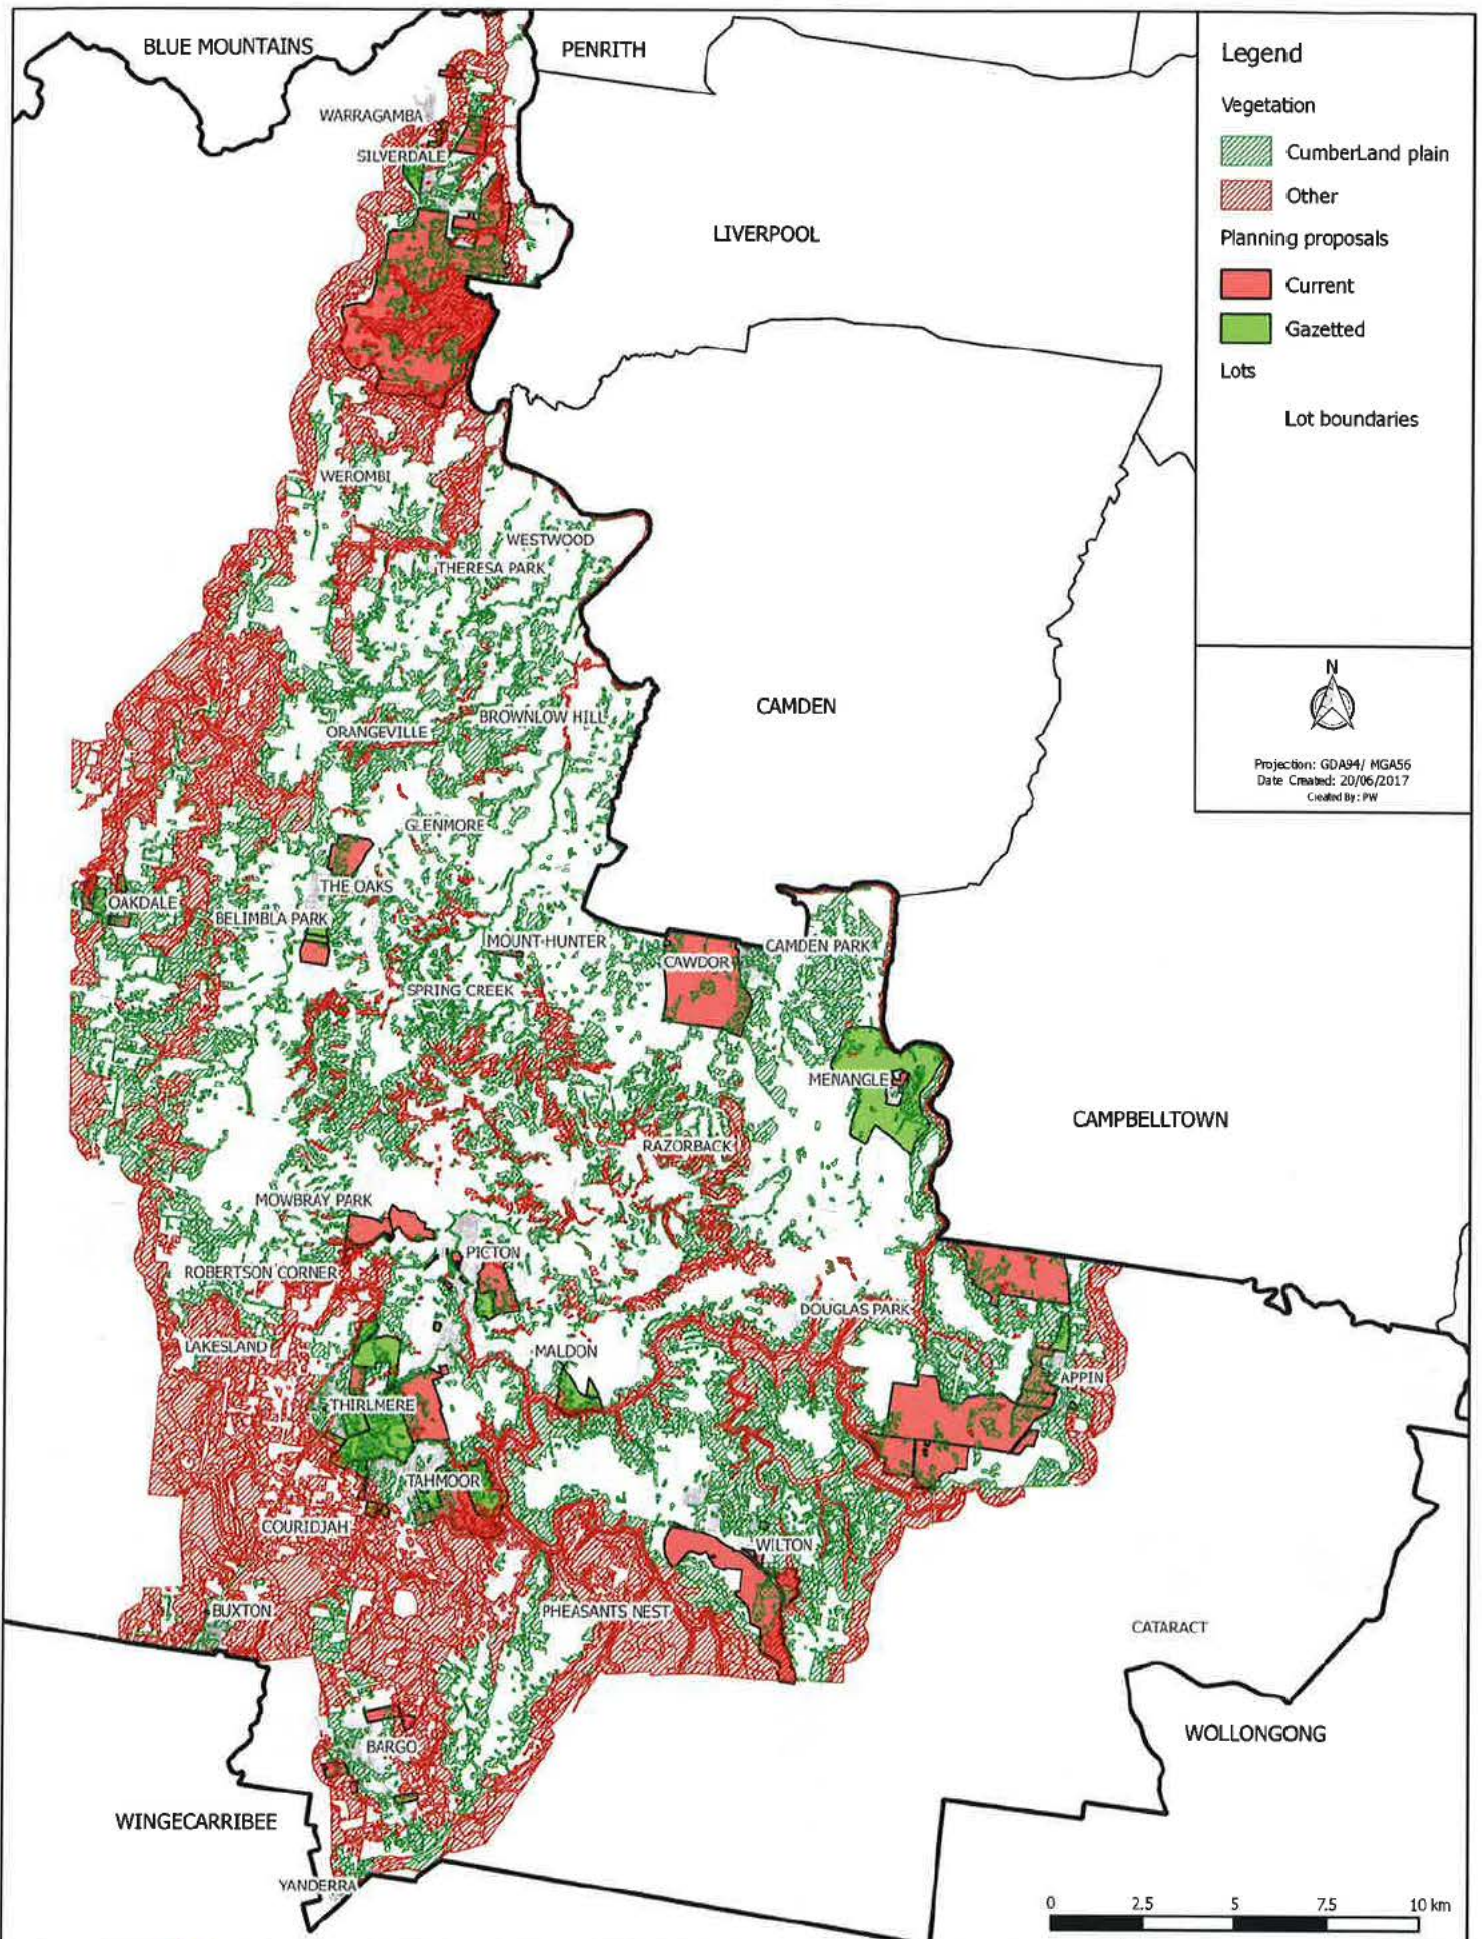 BLUE MOUNTAINS
PENRITH
Legend
Vegetation
CumberLand plain
Other
Planning proposals
Current
Gazetted
Lots
Lot boundaries
WARRAGAMBA
SILVERDALE
LIVERPOOL
WEROMBI
WESTWOOD
THERESA PARK
N
Projection: GDA94/ MGA56
Date Created: 20/06/2017
Created By: PW
BROWNLOW HILL
ORANGEVILLE
CAMDEN
GLENMORE
THE OAKS
OAKDALE
BELIMBLA PARK
MOUNT HUNTER
CAMDEN PARK
CAWDOR
SPRING CREEK
MENANGLE
CAMPBELLTOWN
RAZORBACK
MOWBRAY PARK
PICTON
ROBERTSON CORNER
DOUGLAS PARK
LAKESLAND
MALDON
APPIN
THIRLMERE
TAHMOOR
COURIDJAH
WILTON
BUXTON
PHEASANTS NEST
CATARACT
WOLLONGONG
BARGO
WINGECARRIBEE
YANDERRA
0 2.5 5 7.5 10 km